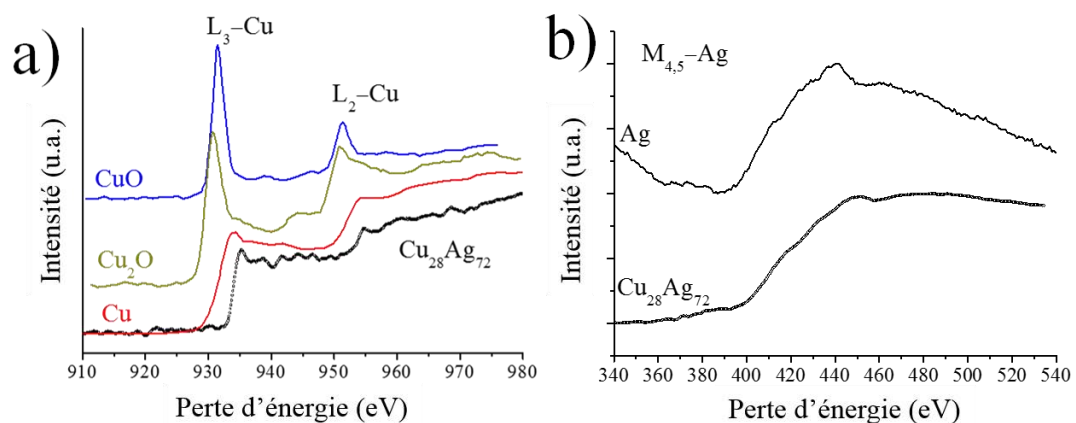 a)
L₃–Cu
L₂–Cu
CuO
Cu₂O
Cu
Cu₂₈Ag₇₂
Intensité (u.a.)
910 920 930 940 950 960 970 980
Perte d’énergie (eV)
b)
M₄,₅–Ag
Ag
Cu₂₈Ag₇₂
Intensité (u.a.)
340 360 380 400 420 440 460 480 500 520 540
Perte d’énergie (eV)